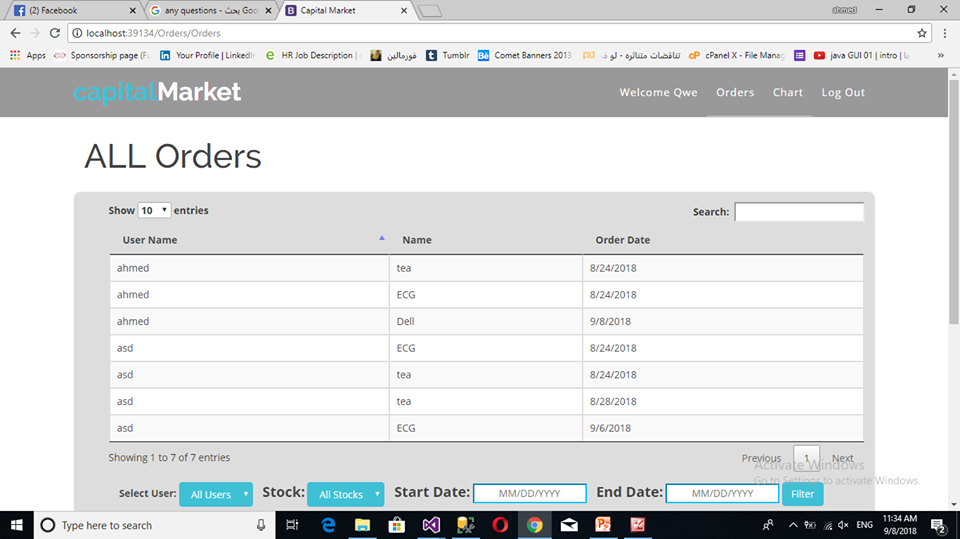 (2) Facebook
any questions - بحث Goo
Capital Market
ahmed
localhost:39134/Orders/Orders
Apps
Sponsorship page (F
Your Profile | LinkedIn
HR Job Description |
فورمالين
Tumblr
Comet Banners 2013
تناقضات متناثره - لو د
cPanel X - File Manag
java GUI 01 | intro |
»
capitalMarket
Welcome Qwe
Orders
Chart
Log Out
ALL Orders
Show 10 entries
Search:
User Name Name Order Date
ahmed tea 8/24/2018
ahmed ECG 8/24/2018
ahmed Dell 9/8/2018
asd ECG 8/24/2018
asd tea 8/24/2018
asd tea 8/28/2018
asd ECG 9/6/2018
Showing 1 to 7 of 7 entries
Previous 1 Next
Activate Windows
Go to Settings to activate Windows.
Select User: All Users Stock: All Stocks Start Date: MM/DD/YYYY End Date: MM/DD/YYYY Filter
Type here to search
ENG
11:34 AM
9/8/2018
2